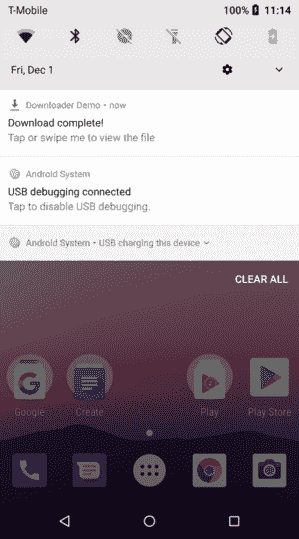 T-Mobile 100% 11:14
Fri, Dec 1
Downloader Demo • now
Download complete!
Tap or swipe me to view the file
Android System
USB debugging connected
Tap to disable USB debugging.
Android System • USB charging this device
CLEAR ALL
Google Create Play Play Store